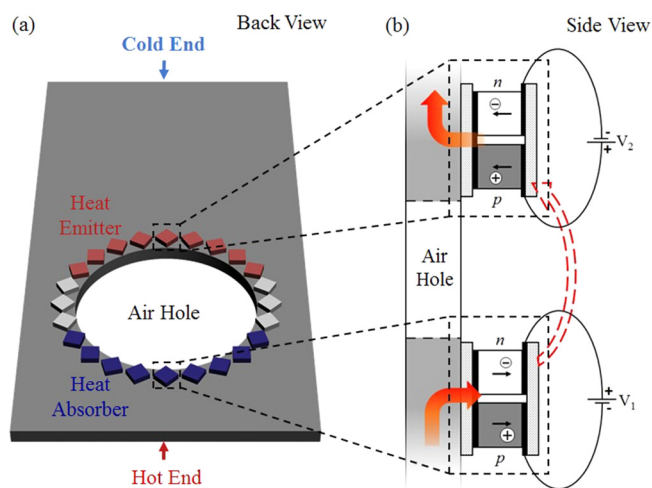 (a)
Back View
Cold End
Heat
Emitter
Air Hole
Heat
Absorber
Hot End
(b)
Side View
n
-
-
+
V2
+
p
Air
Hole
n
-
+
-
V1
+
p